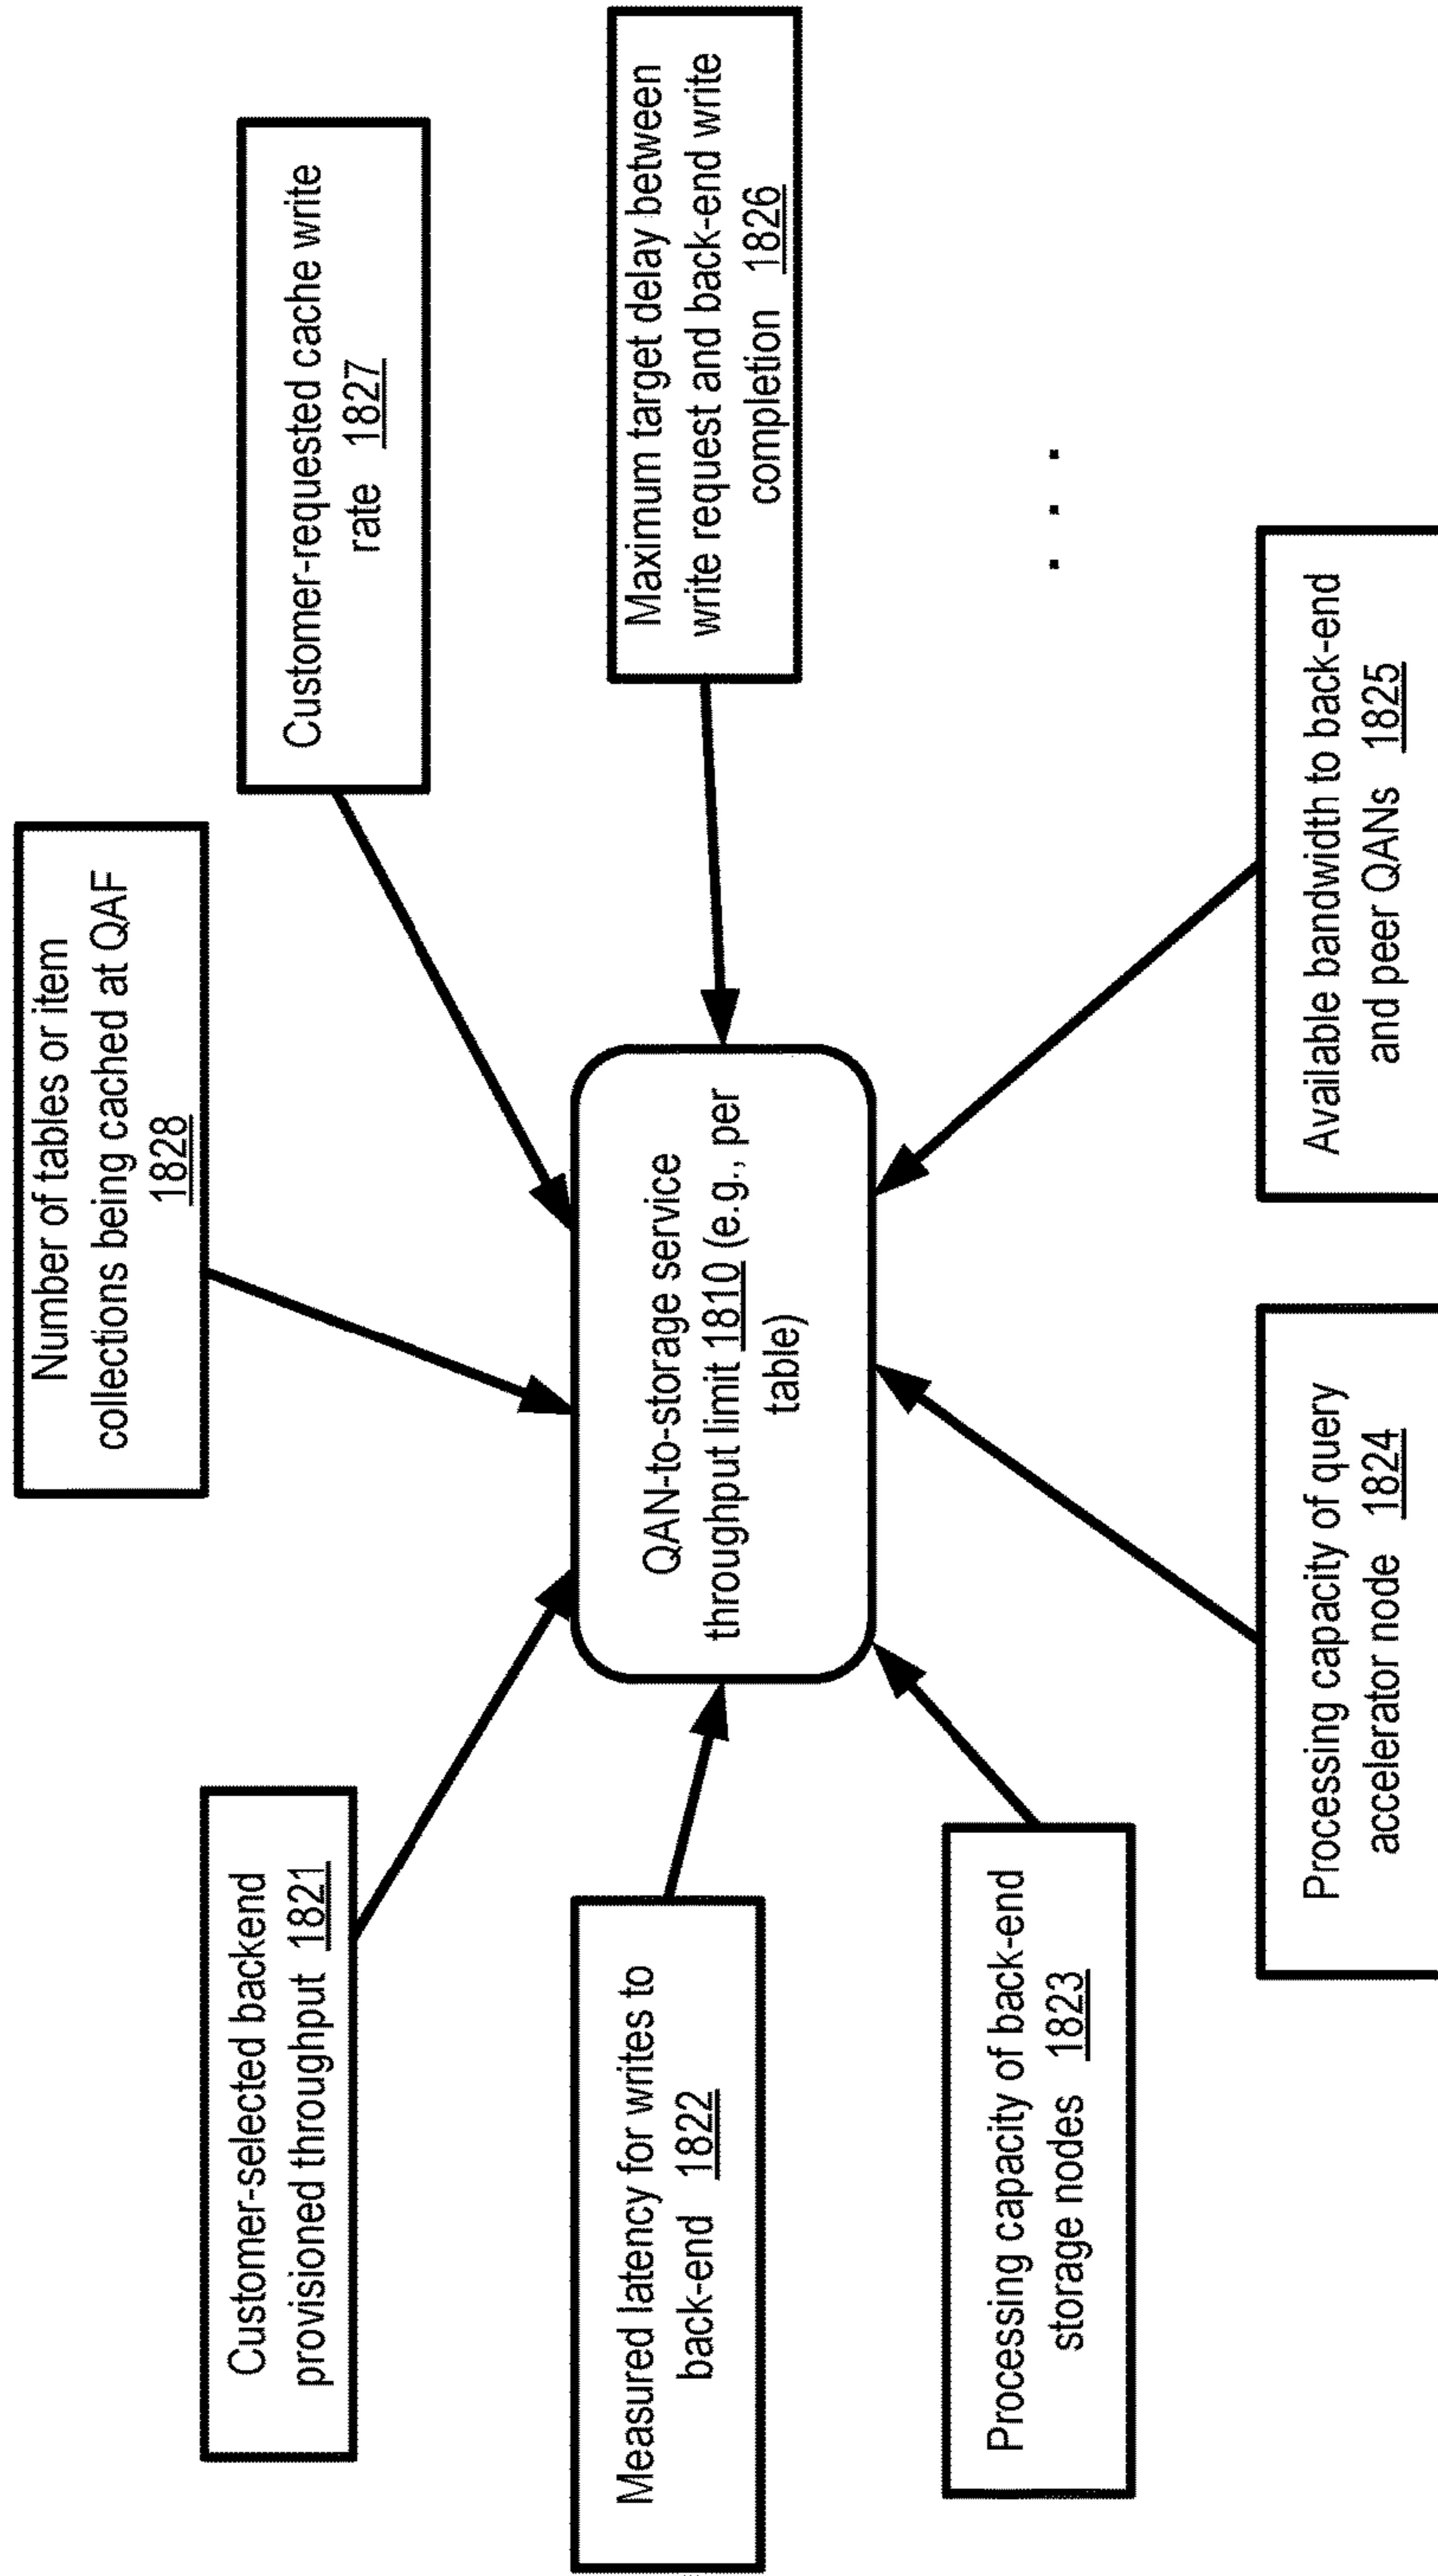 Number of tables or item
collections being cached at QAF
1828
Customer-selected backend
provisioned throughput 1821
Customer-requested cache write
rate 1827
Measured latency for writes to
back-end 1822
QAN-to-storage service
throughput limit 1810 (e.g., per
table)
Maximum target delay between
write request and back-end write
completion 1826
Processing capacity of back-end
storage nodes 1823
. . .
Processing capacity of query
accelerator node 1824
Available bandwidth to back-end
and peer QANs 1825